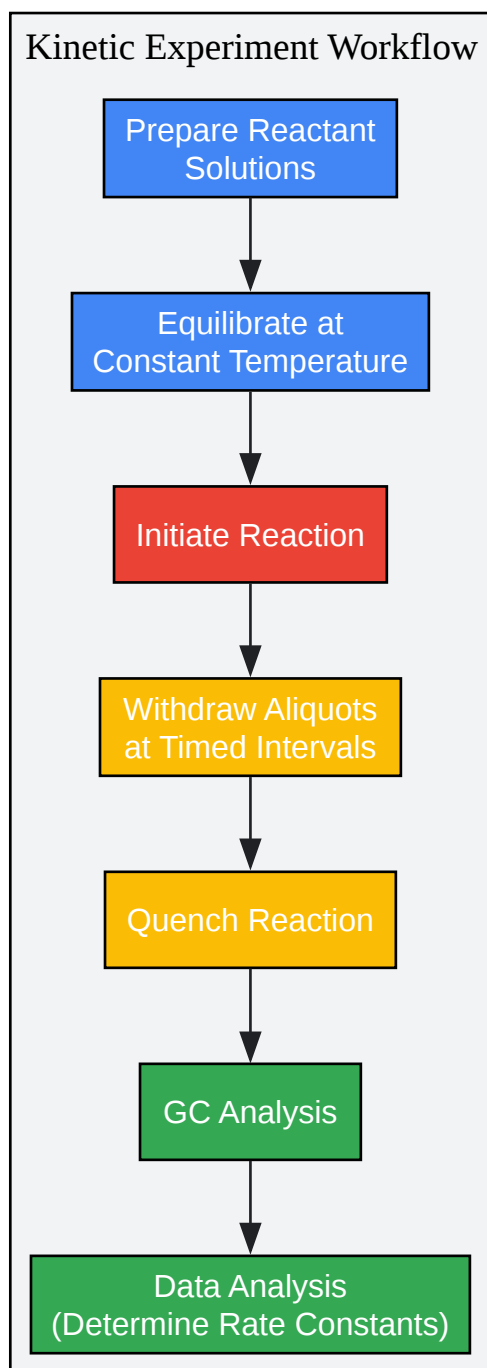 Kinetic Experiment Workflow
Prepare Reactant
Solutions
Equilibrate at
Constant Temperature
Initiate Reaction
Withdraw Aliquots
at Timed Intervals
Quench Reaction
GC Analysis
Data Analysis
(Determine Rate Constants)